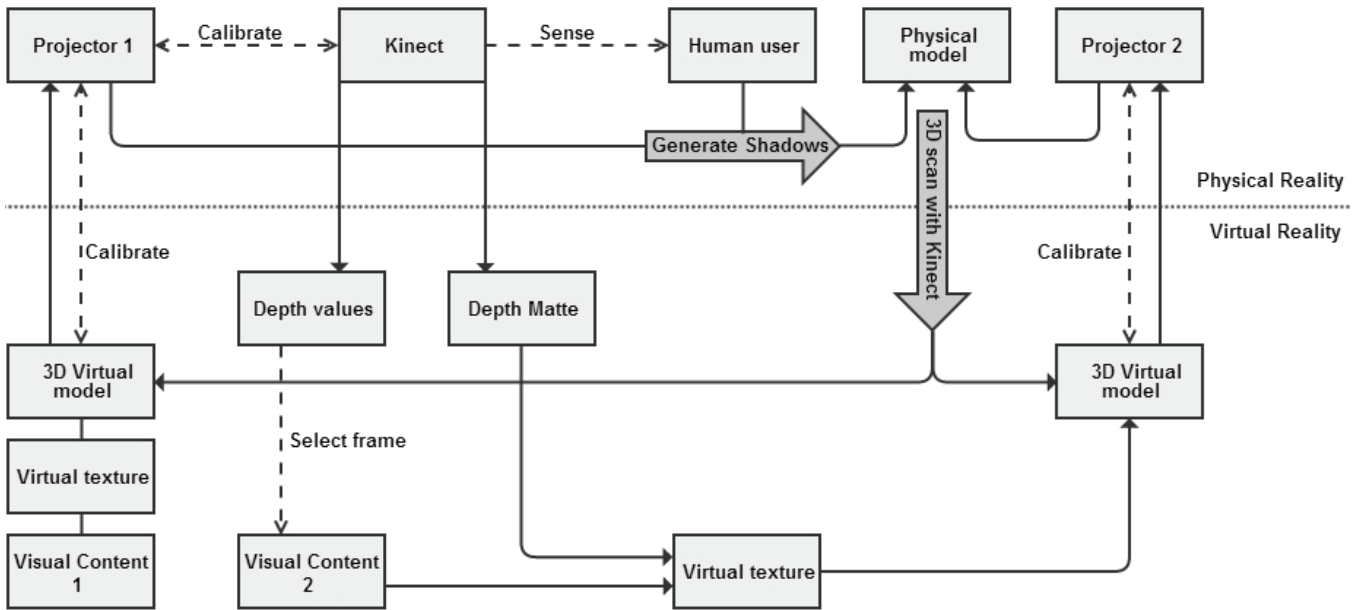 Projector 1
Calibrate
Kinect
Sense
Human user
Physical
model
Projector 2
Generate Shadows
3D scan with Kinect
Physical Reality
Virtual Reality
Calibrate
Calibrate
Depth values
Depth Matte
3D Virtual
model
3D Virtual
model
Select frame
Virtual texture
Visual Content
1
Visual Content
2
Virtual texture